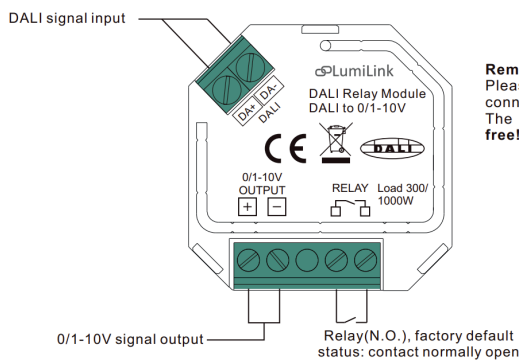 DALI signal input
LumiLink
DALI Relay Module
DALI to 0/1-10V
DA+ DA-
DALI
CE
DALI
0/1-10V
OUTPUT
+ −
RELAY Load 300/
1000W
0/1-10V signal output
Relay(N.O.), factory default
status: contact normally open
Rem
Pleas
conn
The
free!